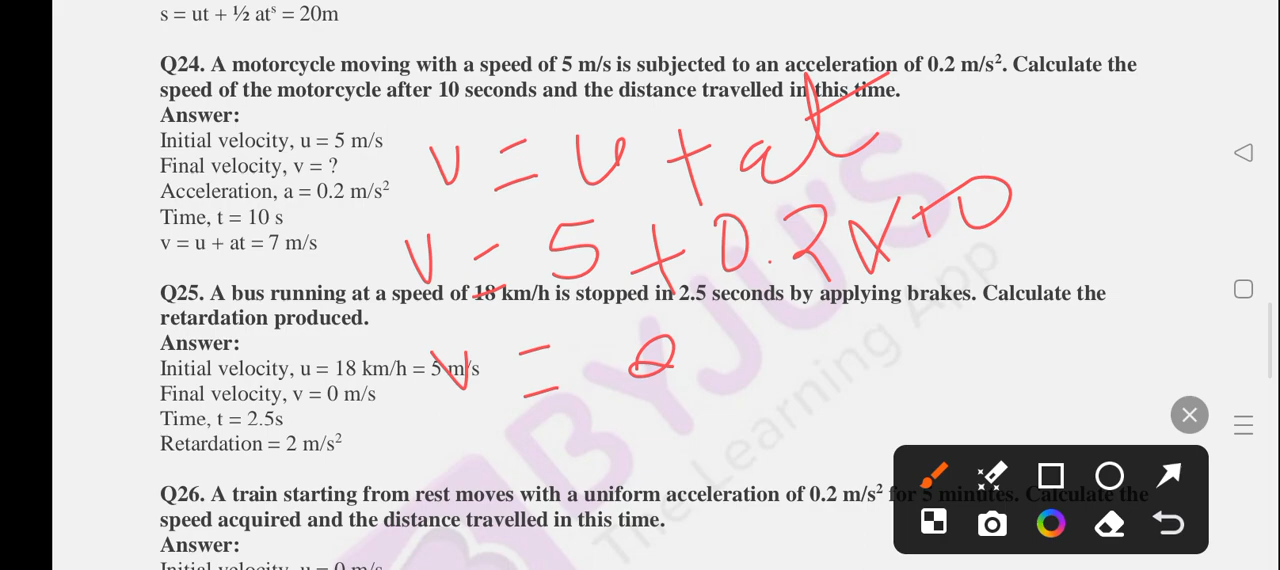 s = ut + ½ atˢ = 20m
Q24. A motorcycle moving with a speed of 5 m/s is subjected to an acceleration of 0.2 m/s². Calculate the
speed of the motorcycle after 10 seconds and the distance travelled in this time.
Answer:
Initial velocity, u = 5 m/s
Final velocity, v = ?
v = u + at
Acceleration, a = 0.2 m/s²
Time, t = 10 s
v = u + at = 7 m/s
v = 5 + 0.2 x 10
Q25. A bus running at a speed of 18 km/h is stopped in 2.5 seconds by applying brakes. Calculate the
retardation produced.
Answer:
Initial velocity, u = 18 km/h = 5 m/s
v =
Final velocity, v = 0 m/s
Time, t = 2.5s
Retardation = 2 m/s²
BYJU'S
The Learning App
Q26. A train starting from rest moves with a uniform acceleration of 0.2 m/s² for 5 minutes. Calculate the
speed acquired and the distance travelled in this time.
Answer:
Initial velocity, u = 0 m/s